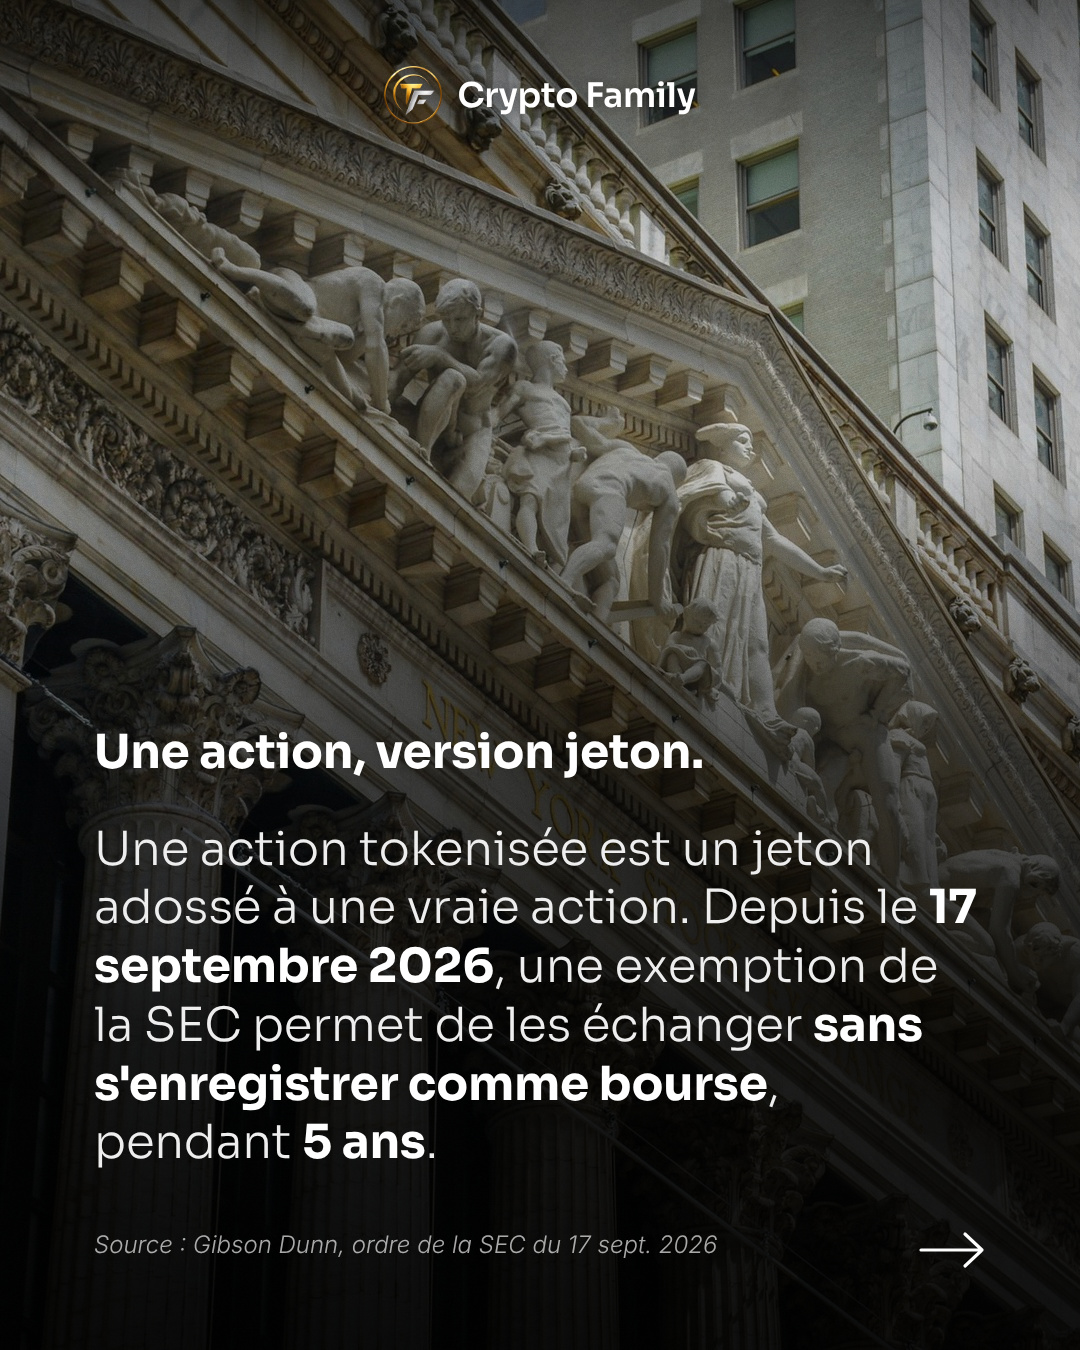 Crypto Family
NEW YORK
Une action, version jeton.
Une action tokenisée est un jeton
adossé à une vraie action. Depuis le 17
septembre 2026, une exemption de
la SEC permet de les échanger sans
s'enregistrer comme bourse,
pendant 5 ans.
Source : Gibson Dunn, ordre de la SEC du 17 sept. 2026